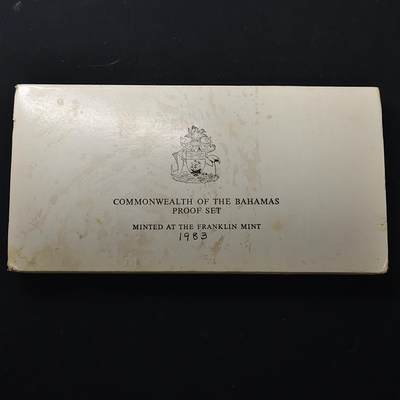 COMMONWEALTH OF THE BAHAMAS
PROOF SET
MINTED AT THE FRANKLIN MINT
1983